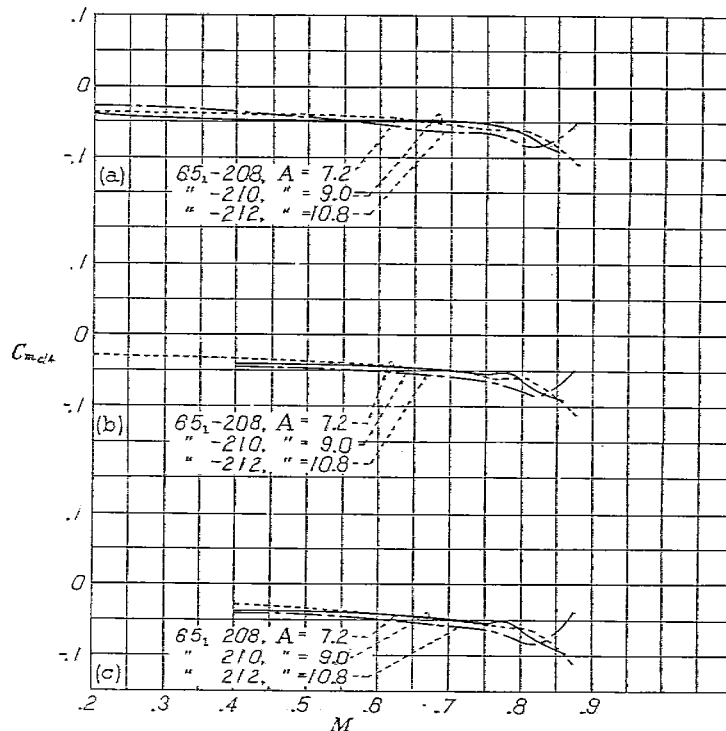 .1
0
-.1
(a)
65₁-208, A = 7.2
" -210, " = 9.0
" -212, " =10.8
.1
0
C_m c/4
-.1
(b)
65₁-208, A = 7.2
" -210, " = 9.0
" -212, " =10.8
.1
0
-.1
(c)
65₁ 208, A = 7.2
" 210, " = 9.0
" 212, " =10.8
.2 .3 .4 .5 .6 .7 .8 .9
M